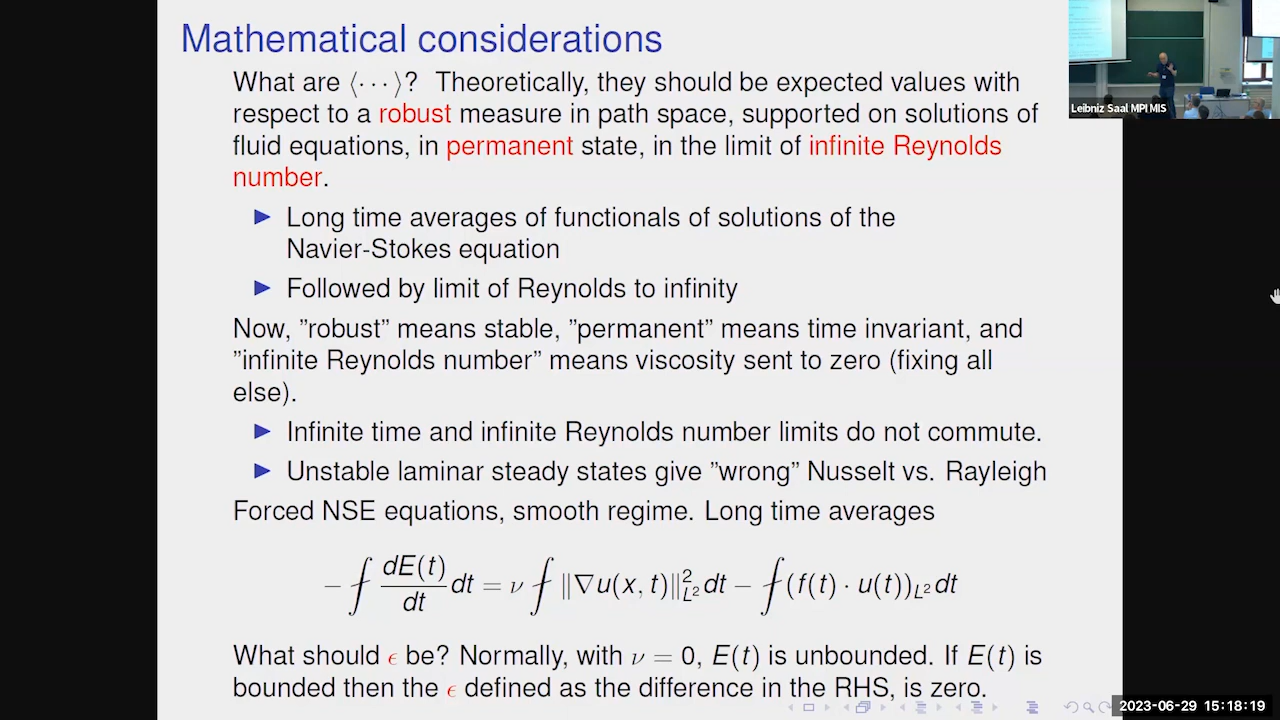 Mathematical considerations
What are ⟨· · ·⟩? Theoretically, they should be expected values with
respect to a robust measure in path space, supported on solutions of
fluid equations, in permanent state, in the limit of infinite Reynolds
number.
▶ Long time averages of functionals of solutions of the
Navier-Stokes equation
▶ Followed by limit of Reynolds to infinity
Now, ”robust” means stable, ”permanent” means time invariant, and
”infinite Reynolds number” means viscosity sent to zero (fixing all
else).
▶ Infinite time and infinite Reynolds number limits do not commute.
▶ Unstable laminar steady states give ”wrong” Nusselt vs. Rayleigh
Forced NSE equations, smooth regime. Long time averages
− ⨍ dE(t)/dt dt = ν ⨍ ‖∇u(x, t)‖²_{L²} dt − ⨍ (f(t) · u(t))_{L²} dt
What should ϵ be? Normally, with ν = 0, E(t) is unbounded. If E(t) is
bounded then the ϵ defined as the difference in the RHS, is zero.
Leibniz Saal MPI MIS
2023-06-29 15:18:19